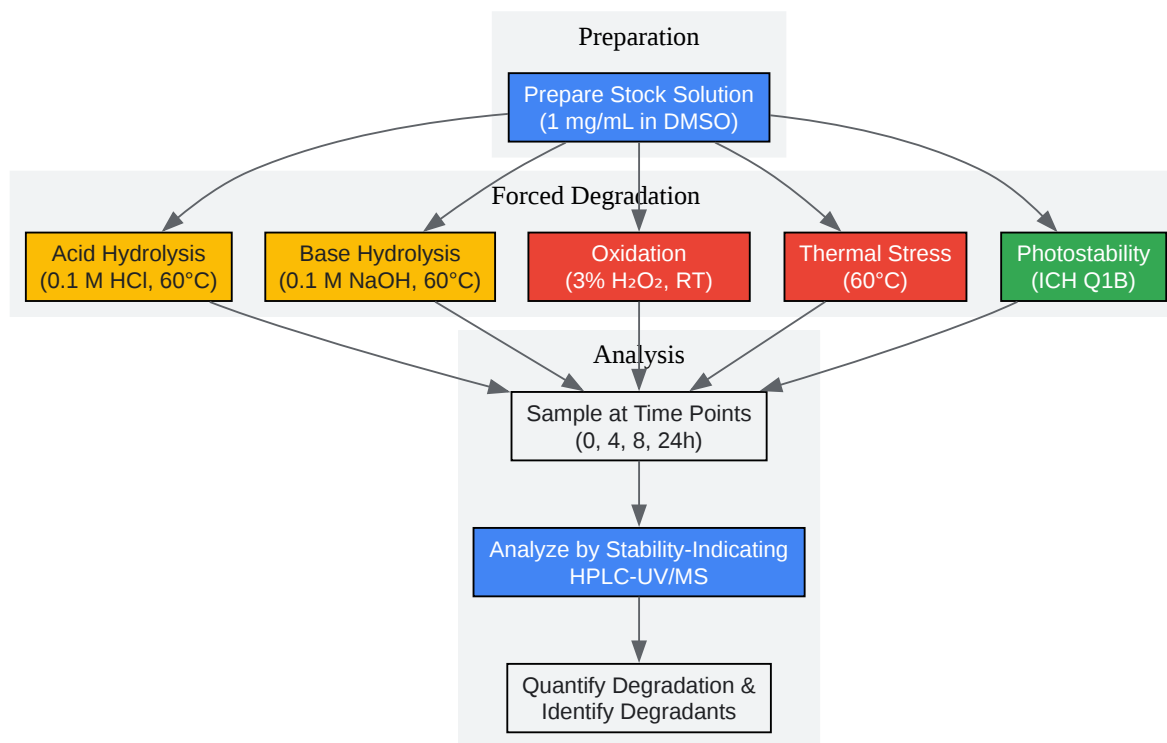 Preparation
Prepare Stock Solution
(1 mg/mL in DMSO)
Forced Degradation
Acid Hydrolysis
(0.1 M HCl, 60°C)
Base Hydrolysis
(0.1 M NaOH, 60°C)
Oxidation
(3% H₂O₂, RT)
Thermal Stress
(60°C)
Photostability
(ICH Q1B)
Analysis
Sample at Time Points
(0, 4, 8, 24h)
Analyze by Stability-Indicating
HPLC-UV/MS
Quantify Degradation &
Identify Degradants